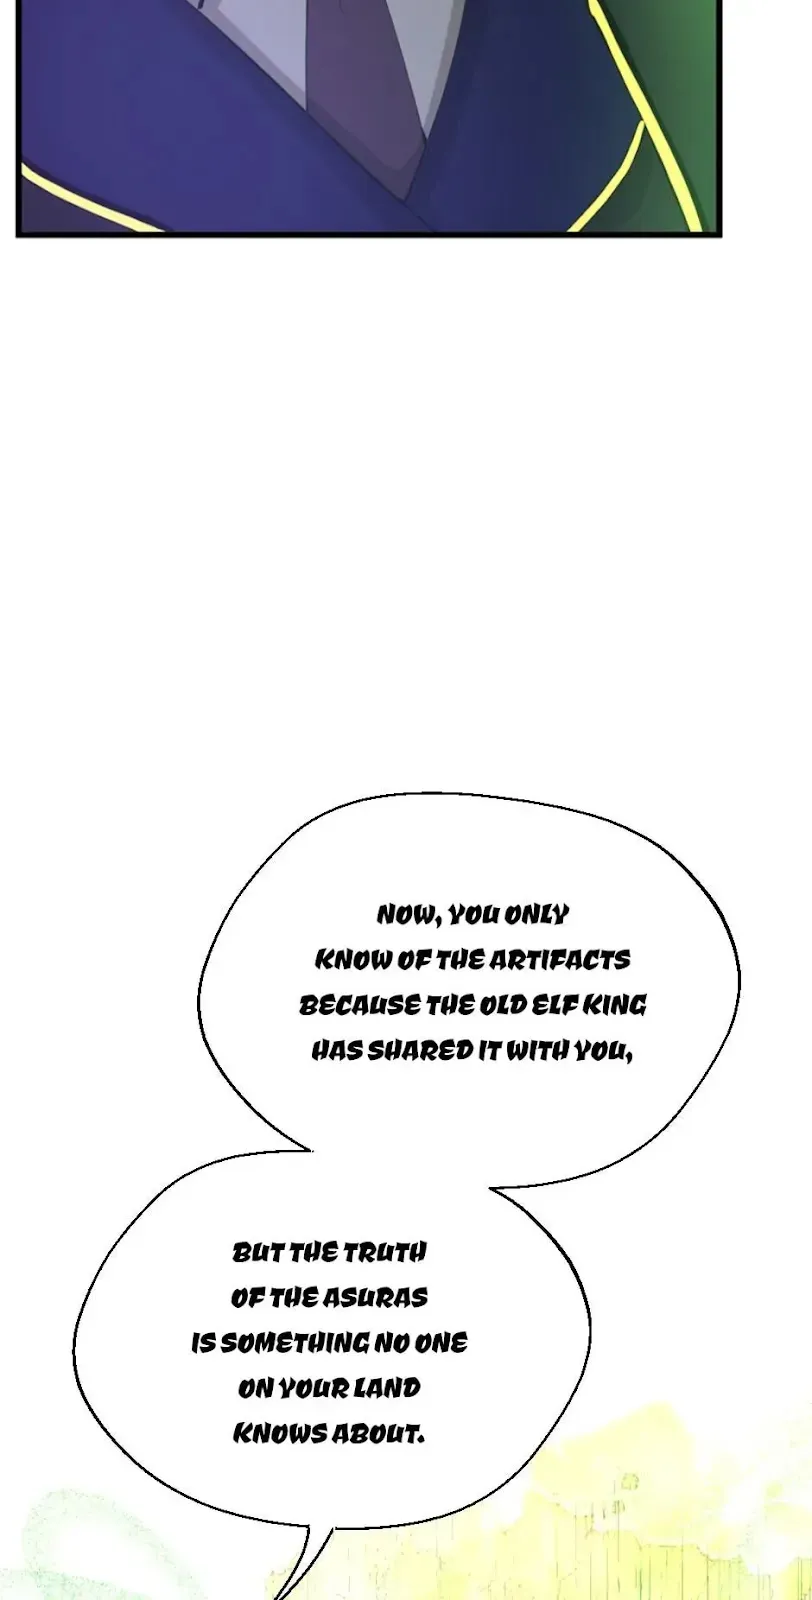 NOW, YOU ONLY
KNOW OF THE ARTIFACTS
BECAUSE THE OLD ELF KING
HAS SHARED IT WITH YOU,
BUT THE TRUTH
OF THE ASURAS
IS SOMETHING NO ONE
ON YOUR LAND
KNOWS ABOUT.